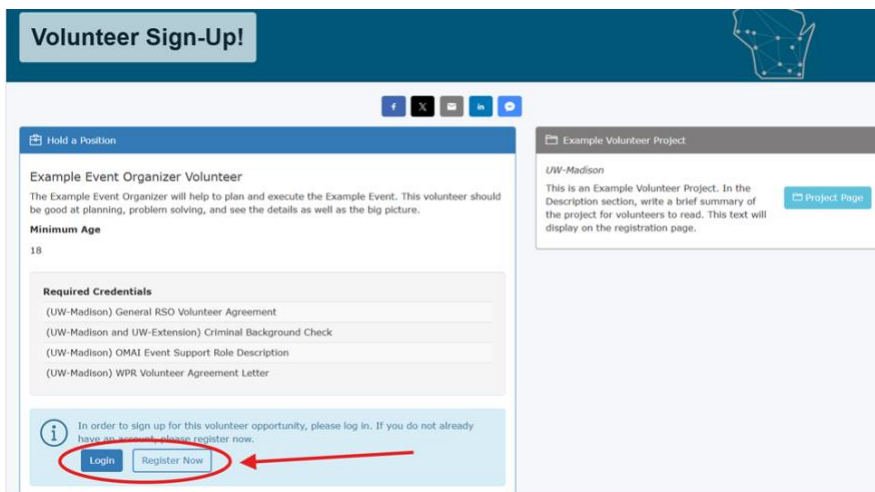 Volunteer Sign-Up!
Hold a Position
Example Event Organizer Volunteer
The Example Event Organizer will help to plan and execute the Example Event. This volunteer should
be good at planning, problem solving, and see the details as well as the big picture.
Minimum Age
18
Required Credentials
(UW-Madison) General RSO Volunteer Agreement
(UW-Madison and UW-Extension) Criminal Background Check
(UW-Madison) OMAI Event Support Role Description
(UW-Madison) WPR Volunteer Agreement Letter
In order to sign up for this volunteer opportunity, please log in. If you do not already
have an account, please register now.
Login
Register Now
Example Volunteer Project
UW-Madison
This is an Example Volunteer Project. In the
Description section, write a brief summary of
the project for volunteers to read. This text will
display on the registration page.
Project Page